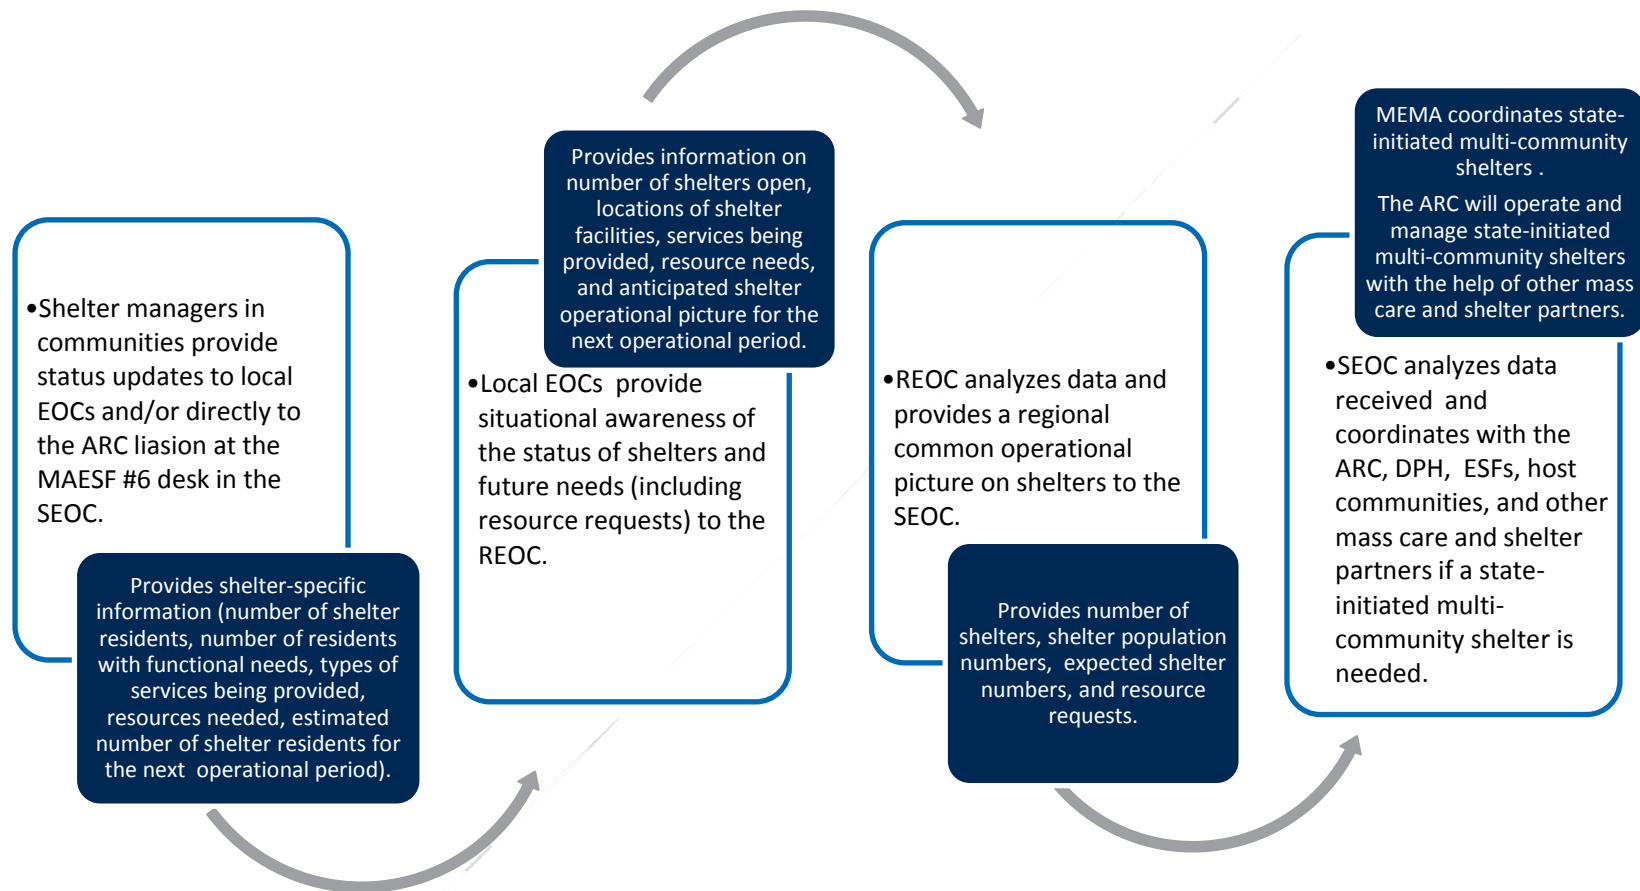 •Shelter managers in
communities provide
status updates to local
EOCs and/or directly to
the ARC liasion at the
MAESF #6 desk in the
SEOC.
Provides shelter-specific
information (number of shelter
residents, number of residents
with functional needs, types of
services being provided,
resources needed, estimated
number of shelter residents for
the next operational period).
Provides information on
number of shelters open,
locations of shelter
facilities, services being
provided, resource needs,
and anticipated shelter
operational picture for the
next operational period.
•Local EOCs provide
situational awareness of
the status of shelters and
future needs (including
resource requests) to the
REOC.
•REOC analyzes data and
provides a regional
common operational
picture on shelters to the
SEOC.
Provides number of
shelters, shelter population
numbers, expected shelter
numbers, and resource
requests.
MEMA coordinates state-
initiated multi-community
shelters .
The ARC will operate and
manage state-initiated
multi-community shelters
with the help of other mass
care and shelter partners.
•SEOC analyzes data
received and
coordinates with the
ARC, DPH, ESFs, host
communities, and other
mass care and shelter
partners if a state-
initiated multi-
community shelter is
needed.